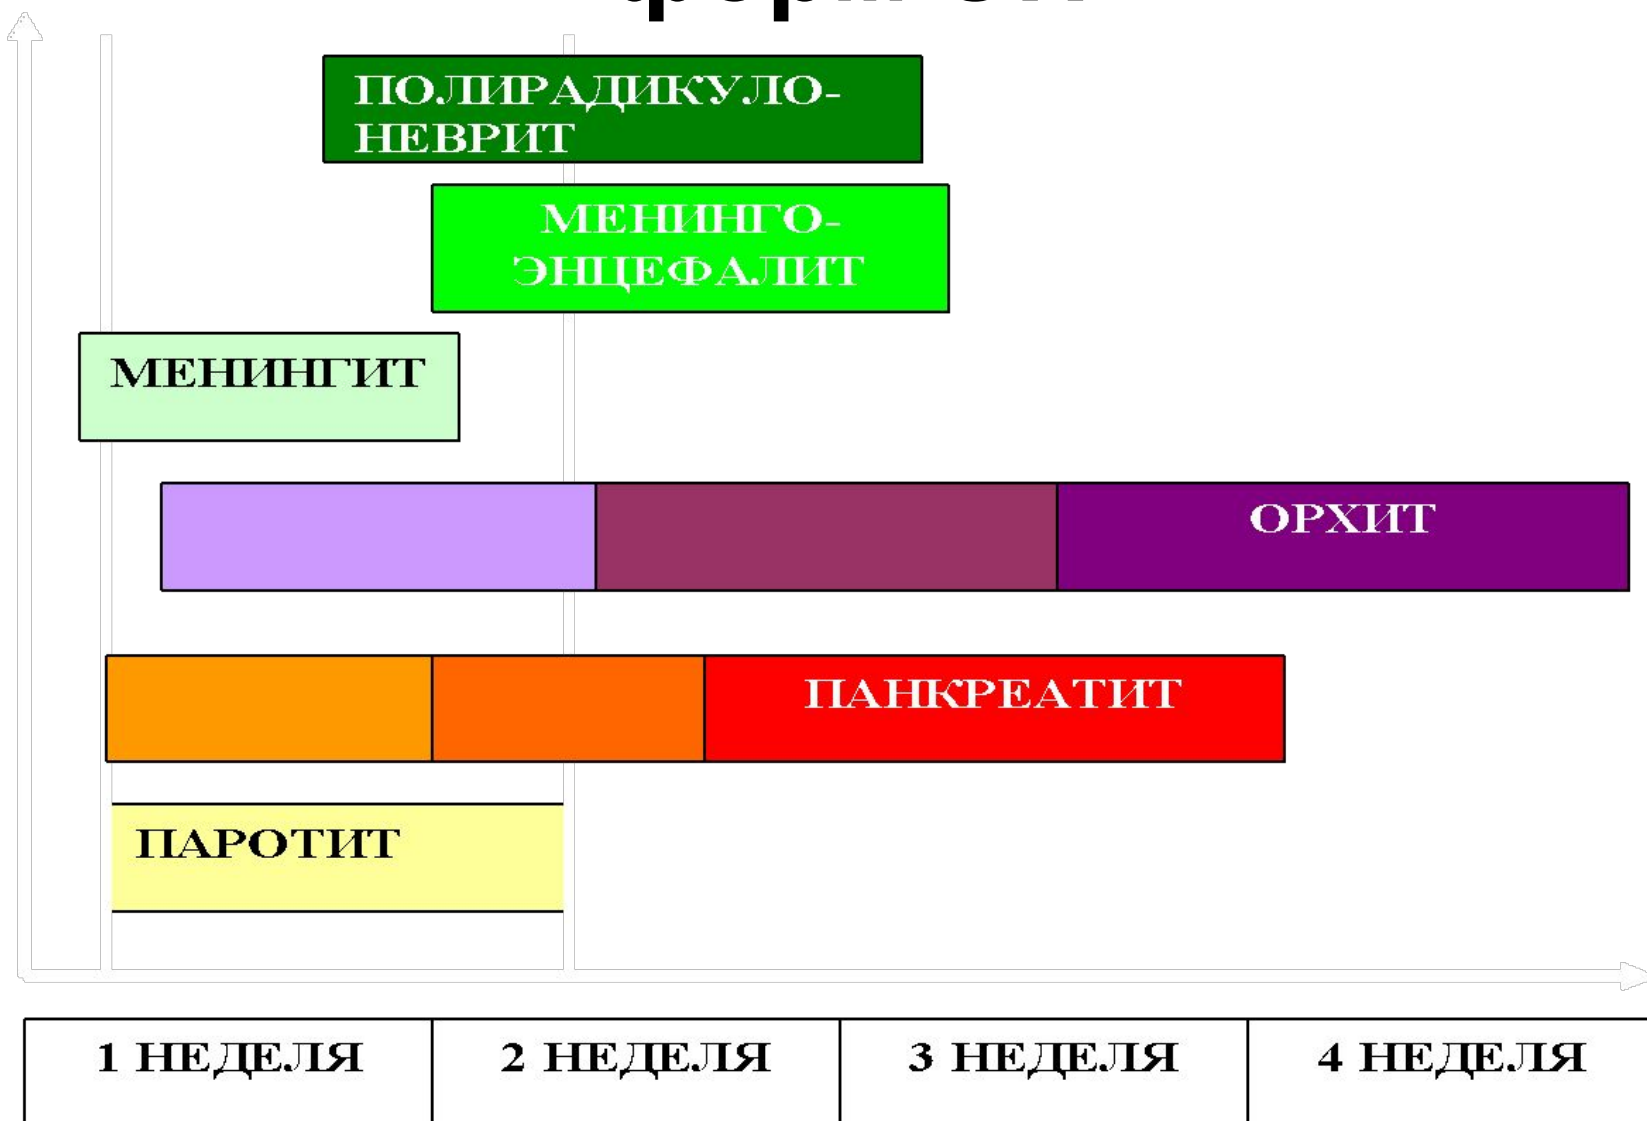 ПОЛИРАДИКУЛО-
НЕВРИТ
МЕНИНГО-
ЭНЦЕФАЛИТ
МЕНИНГИТ
ОРХИТ
ПАНКРЕАТИТ
ПАРОТИТ
1 НЕДЕЛЯ
2 НЕДЕЛЯ
3 НЕДЕЛЯ
4 НЕДЕЛЯ